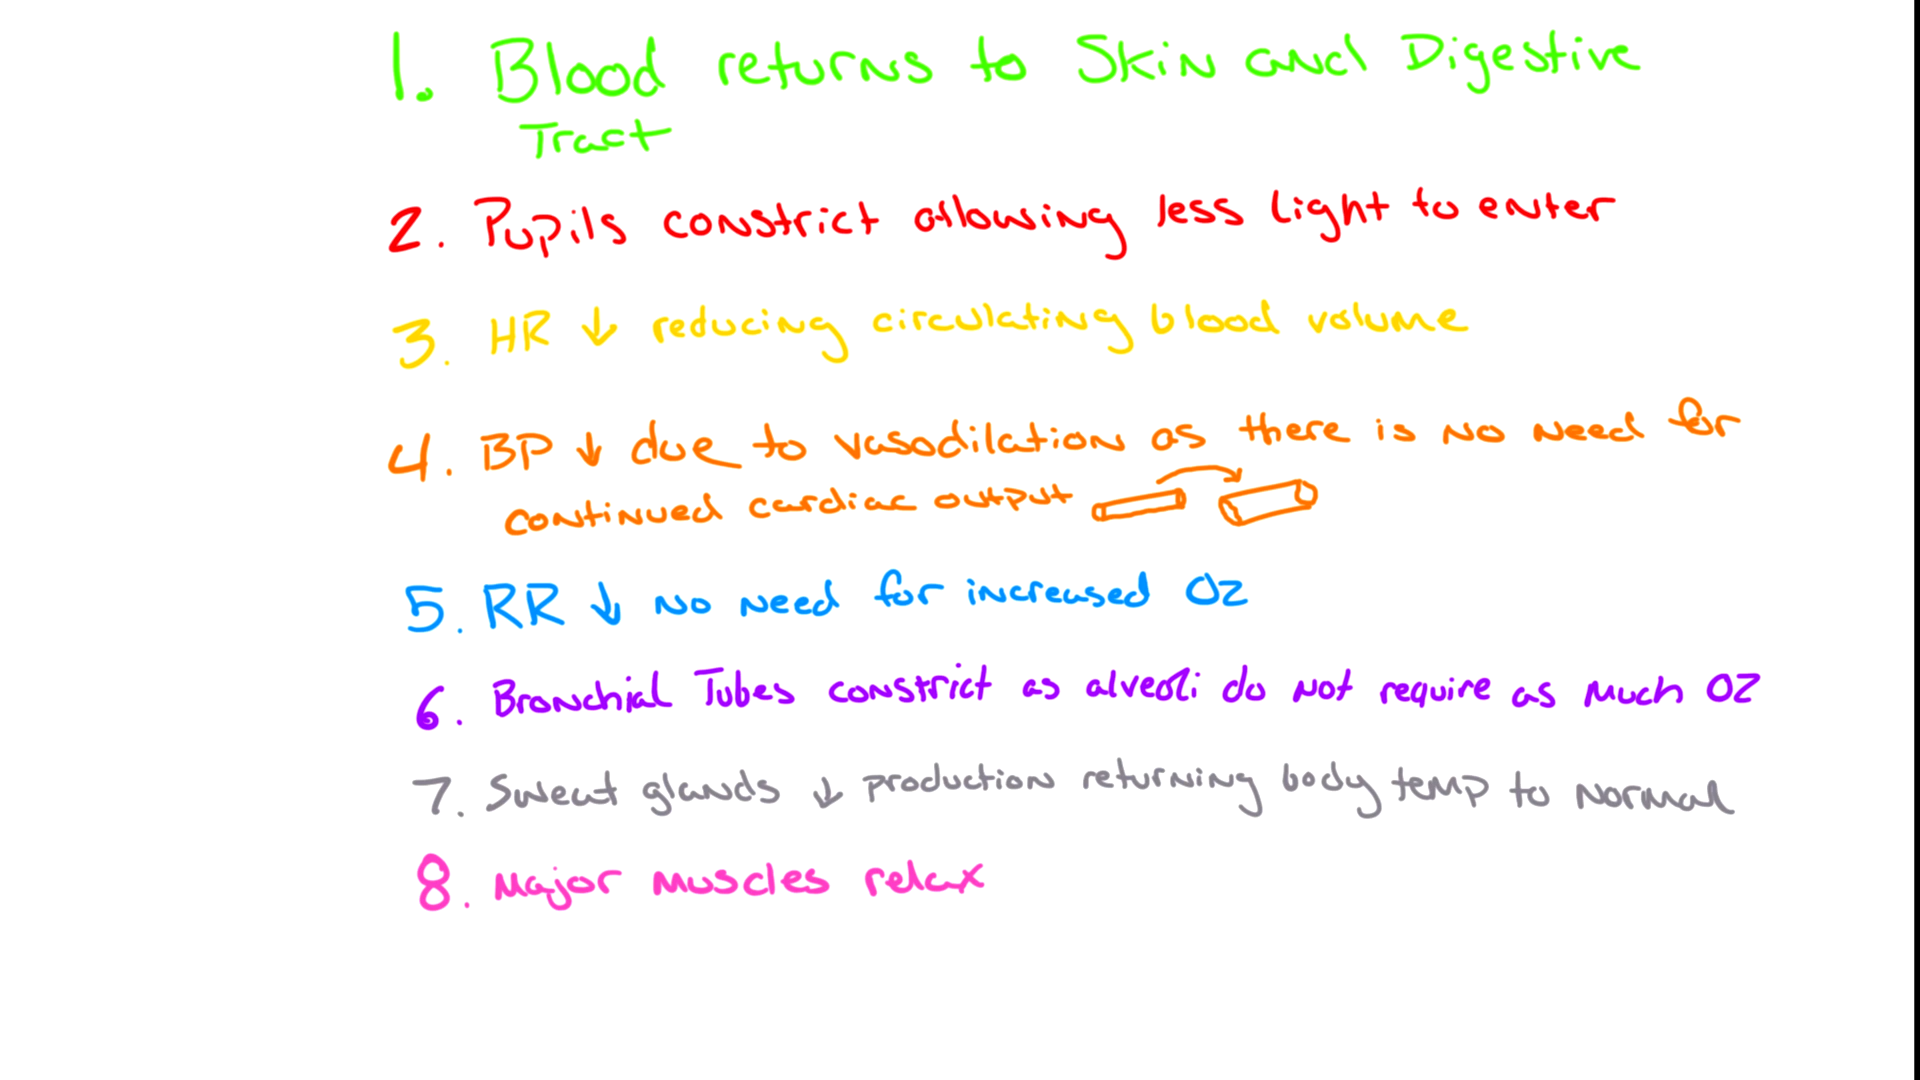 1. Blood returns to Skin and Digestive
Tract
2. Pupils constrict allowing less light to enter
3. HR ↓ reducing circulating blood volume
4. BP ↓ due to vasodilation as there is no need for
continued cardiac output
5. RR ↓ no need for increased O2
6. Bronchial Tubes constrict as alveoli do not require as much O2
7. Sweat glands ↓ production returning body temp to normal
8. Major muscles relax